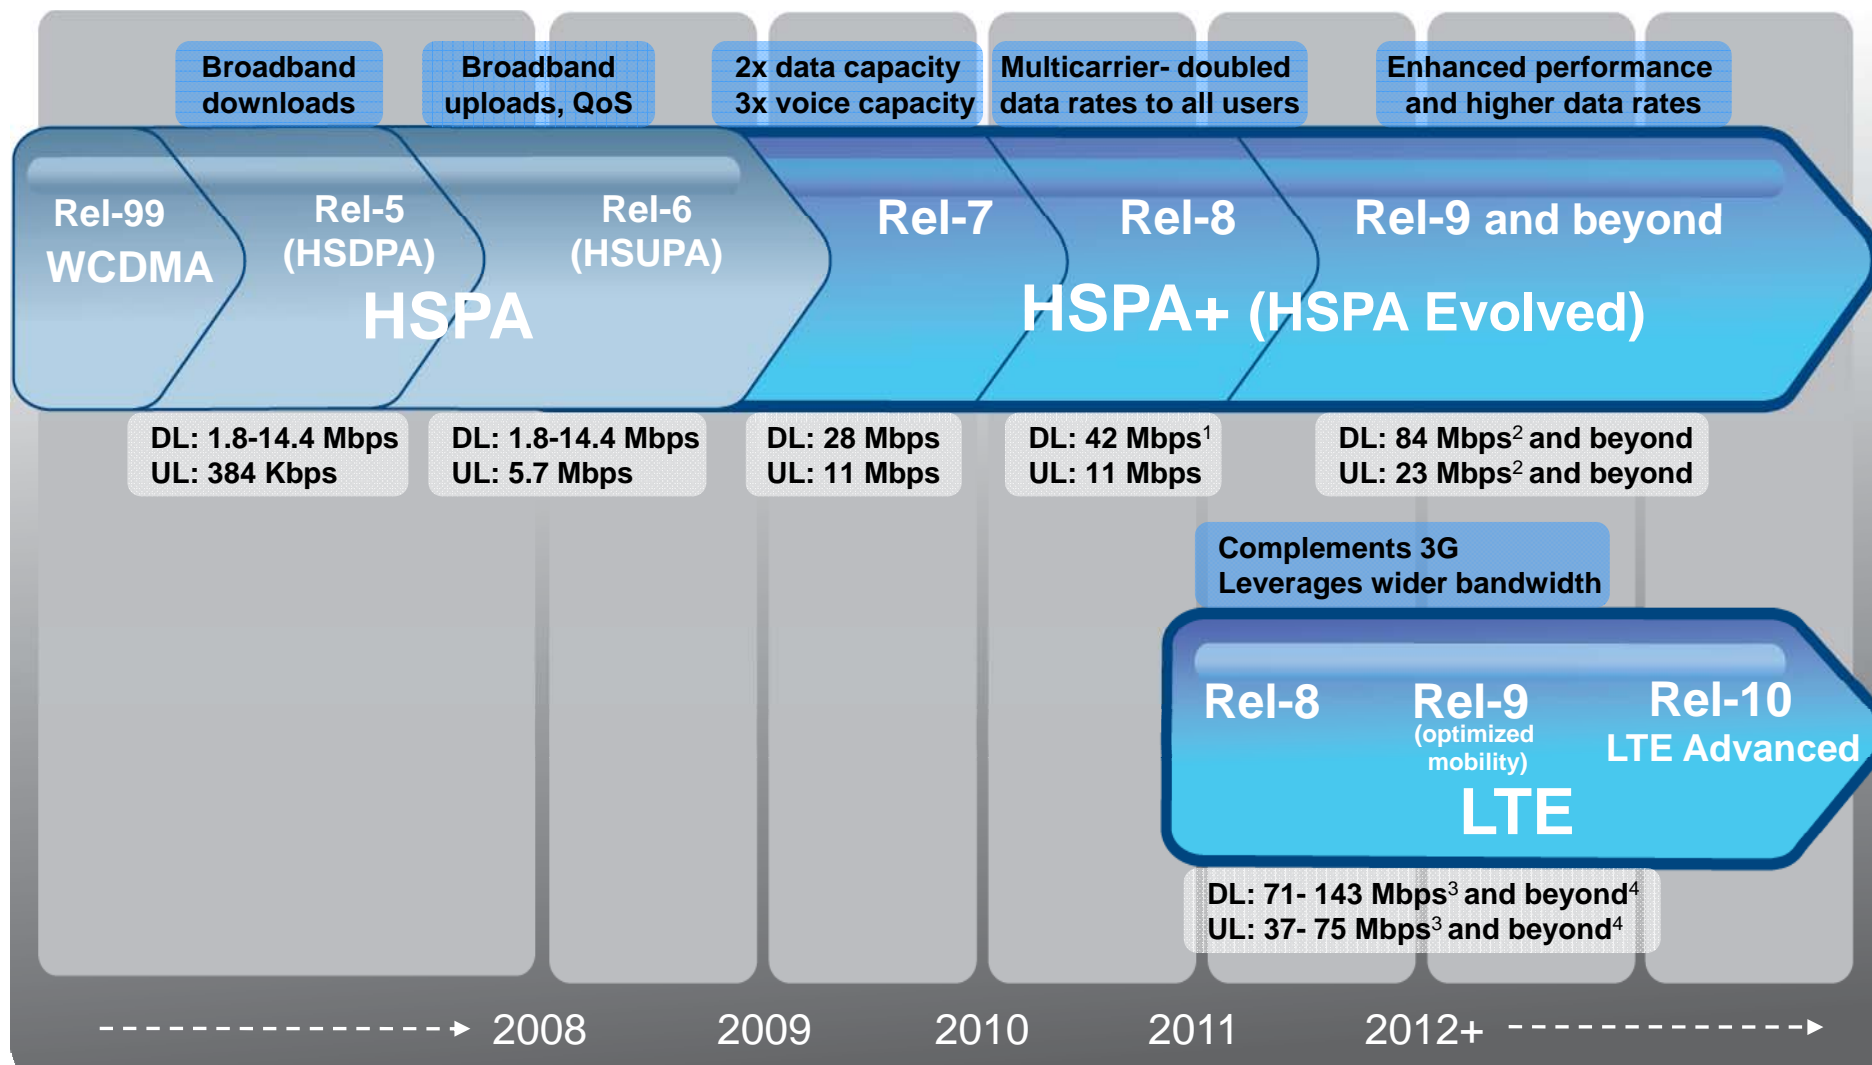 Broadband
downloads
Broadband
uploads, QoS
2x data capacity
3x voice capacity
Multicarrier- doubled
data rates to all users
Enhanced performance
and higher data rates
Rel-99
WCDMA
Rel-5
(HSDPA)
Rel-6
(HSUPA)
HSPA
Rel-7
Rel-8
Rel-9 and beyond
HSPA+ (HSPA Evolved)
DL: 1.8-14.4 Mbps
UL: 384 Kbps
DL: 1.8-14.4 Mbps
UL: 5.7 Mbps
DL: 28 Mbps
UL: 11 Mbps
DL: 42 Mbps¹
UL: 11 Mbps
DL: 84 Mbps² and beyond
UL: 23 Mbps² and beyond
Complements 3G
Leverages wider bandwidth
Rel-8
Rel-9
(optimized
mobility)
Rel-10
LTE Advanced
LTE
DL: 71- 143 Mbps³ and beyond⁴
UL: 37- 75 Mbps³ and beyond⁴
2008 2009 2010 2011 2012+